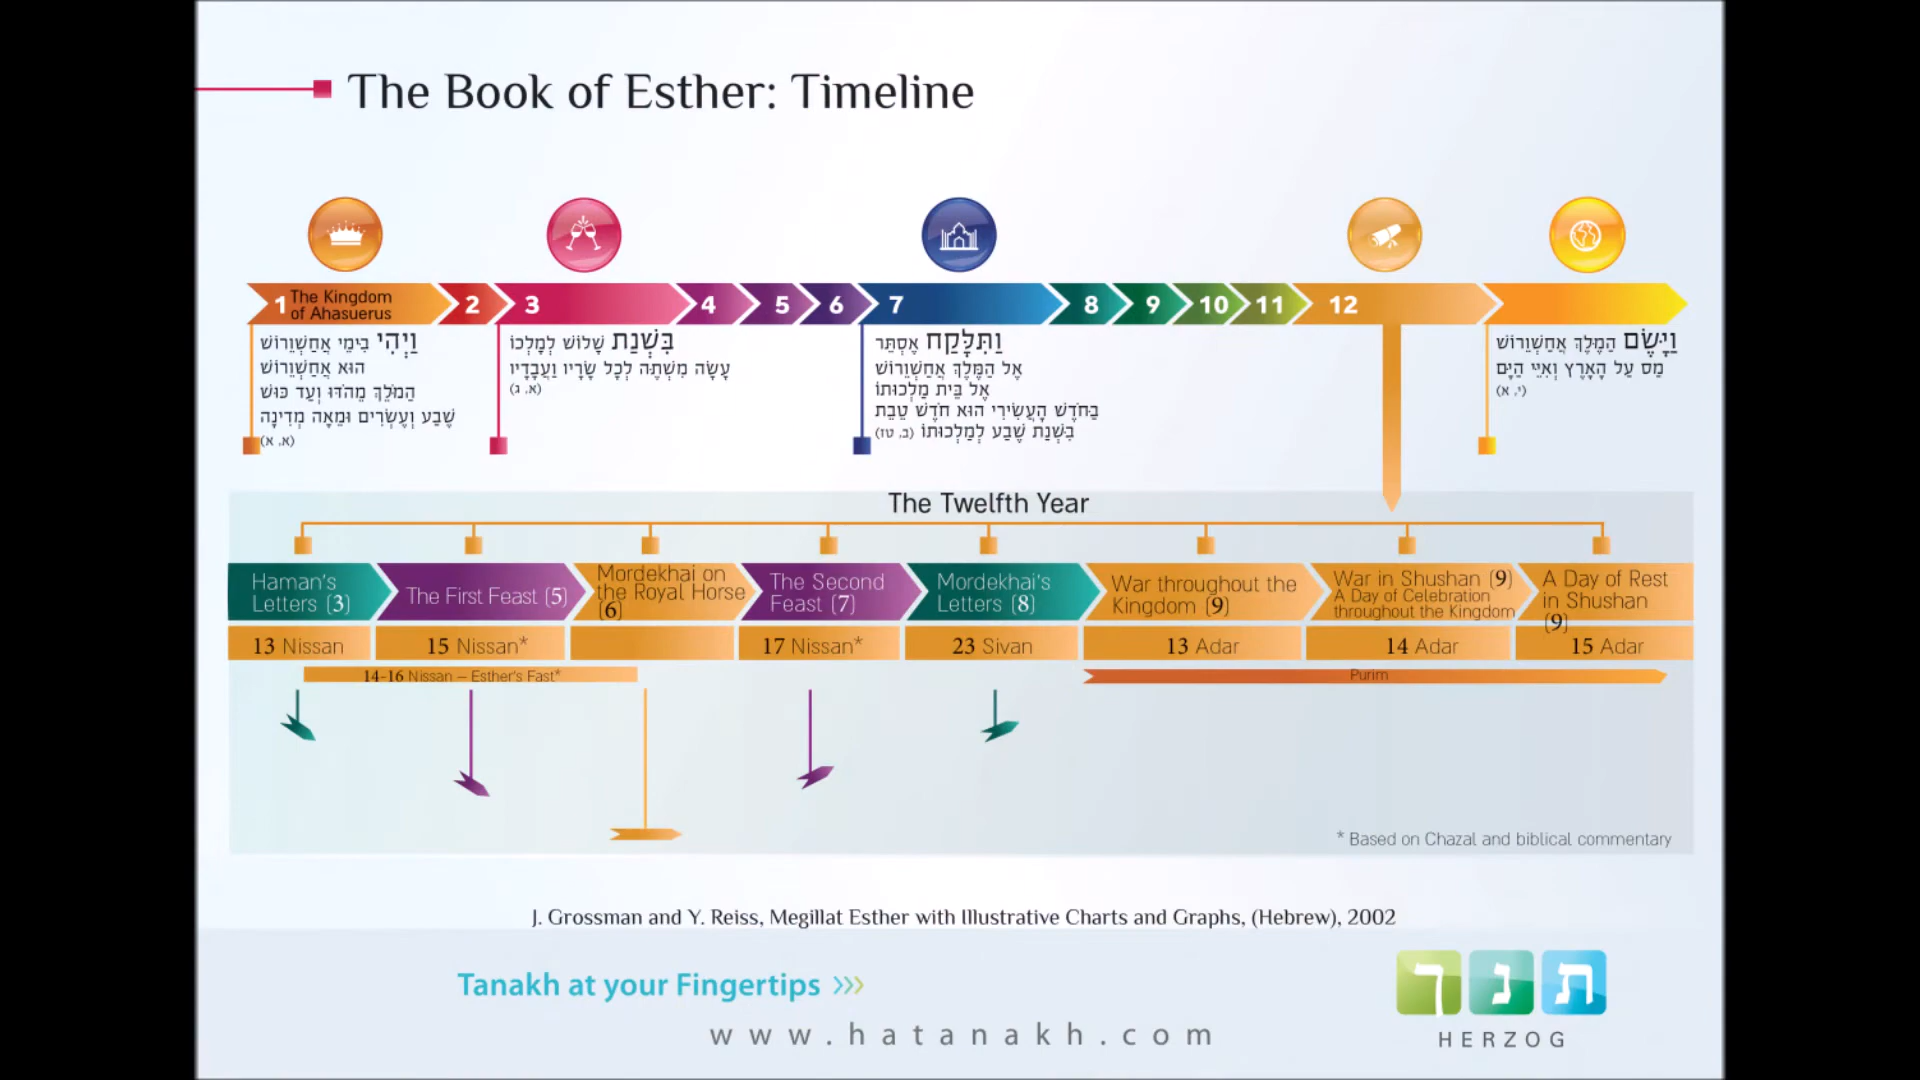 The Book of Esther: Timeline
1 The Kingdom
of Ahasuerus
2
3
4
5
6
7
8
9
10
11
12
וַיְהִי בִּימֵי אֲחַשְׁוֵרוֹשׁ
הוּא אֲחַשְׁוֵרוֹשׁ
הַמֹּלֵךְ מֵהֹדּוּ וְעַד כּוּשׁ
שֶׁבַע וְעֶשְׂרִים וּמֵאָה מְדִינָה
(א, א)
בִּשְׁנַת שָׁלוֹשׁ לְמָלְכוֹ
עָשָׂה מִשְׁתֶּה לְכָל שָׂרָיו וַעֲבָדָיו
(א, ג)
וַתִּלָּקַח אֶסְתֵּר
אֶל הַמֶּלֶךְ אֲחַשְׁוֵרוֹשׁ
אֶל בֵּית מַלְכוּתוֹ
בַּחֹדֶשׁ הָעֲשִׂירִי הוּא חֹדֶשׁ טֵבֵת
בִּשְׁנַת שֶׁבַע לְמַלְכוּתוֹ (ב, טז)
וַיָּשֶׂם הַמֶּלֶךְ אֲחַשְׁוֵרוֹשׁ
מַס עַל הָאָרֶץ וְאִיֵּי הַיָּם
(י, א)
The Twelfth Year
Haman's
Letters (3)
The First Feast (5)
Mordekhai on
the Royal Horse
(6)
The Second
Feast (7)
Mordekhai's
Letters (8)
War throughout the
Kingdom (9)
War in Shushan (9)
A Day of Celebration
throughout the Kingdom
A Day of Rest
in Shushan
(9)
13 Nissan
15 Nissan*
17 Nissan*
23 Sivan
13 Adar
14 Adar
15 Adar
14-16 Nissan – Esther's Fast*
Purim
* Based on Chazal and biblical commentary
J. Grossman and Y. Reiss, Megillat Esther with Illustrative Charts and Graphs, (Hebrew), 2002
Tanakh at your Fingertips
www.hatanakh.com
תנך
HERZOG